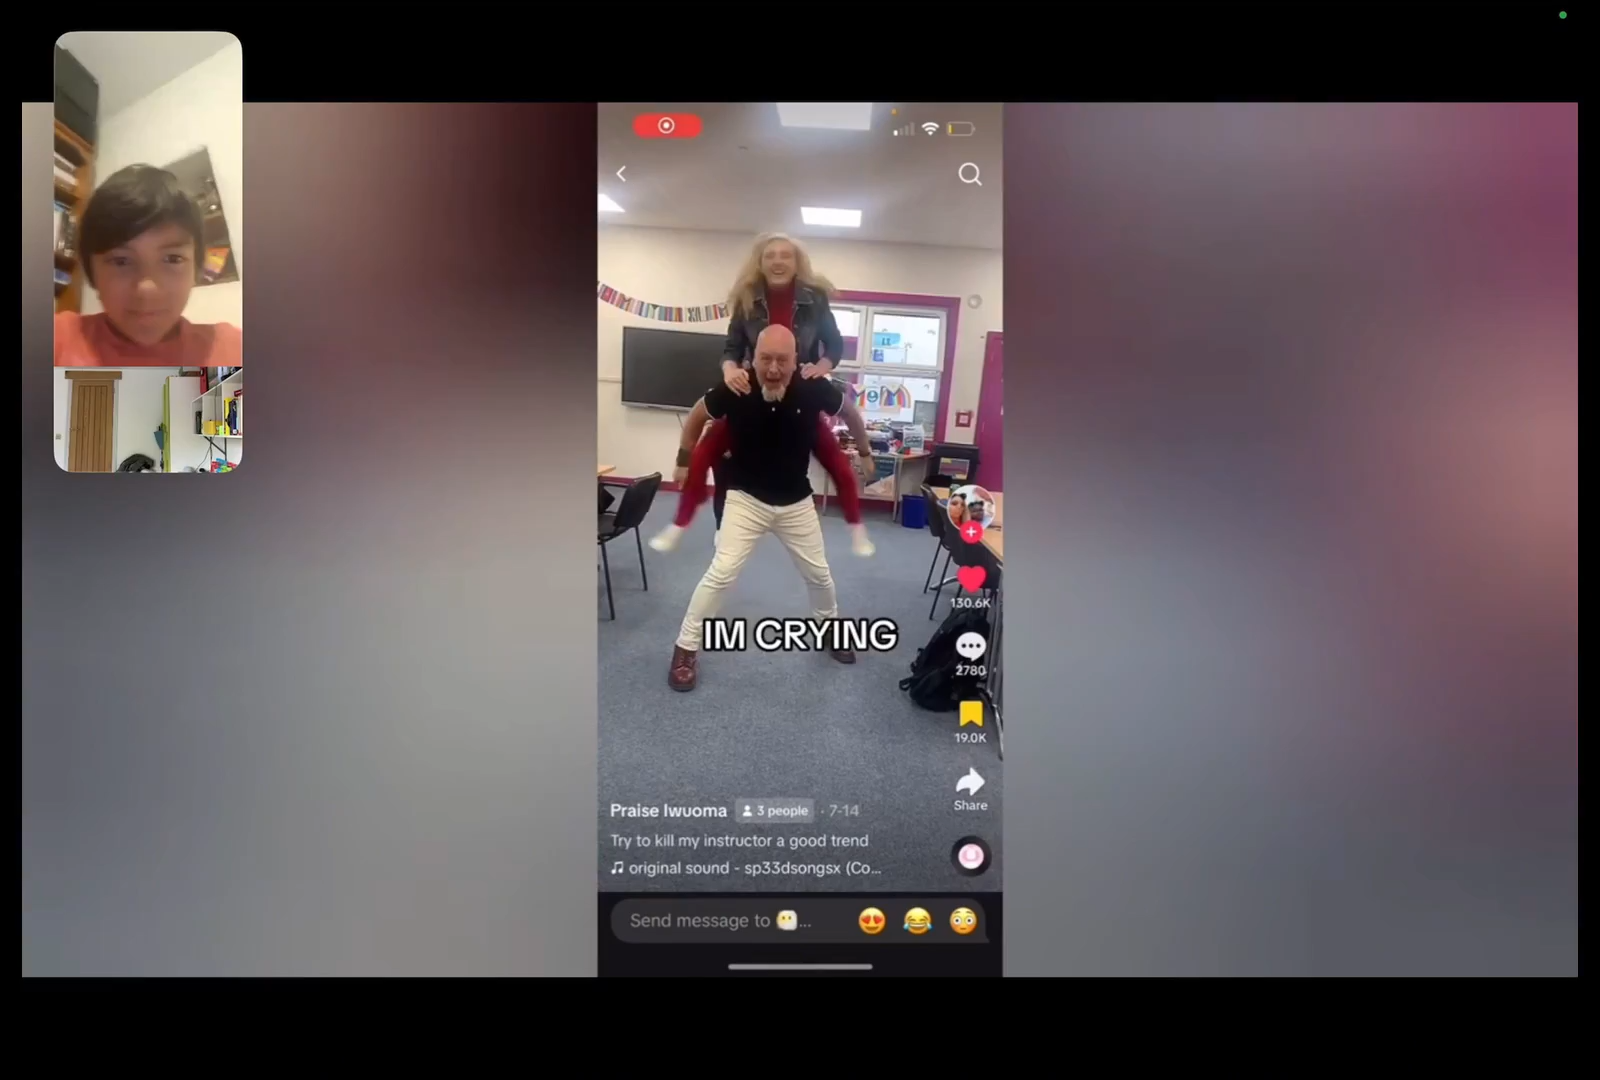 IM CRYING
130.6K
2780
19.0K
Share
Praise Iwuoma 3 people · 7-14
Try to kill my instructor a good trend
original sound - sp33dsongsx (Co...
Send message to 😶...